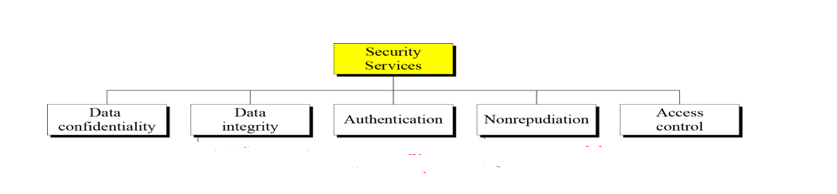 Security
Services
Data
confidentiality
Data
integrity
Authentication
Nonrepudiation
Access
control